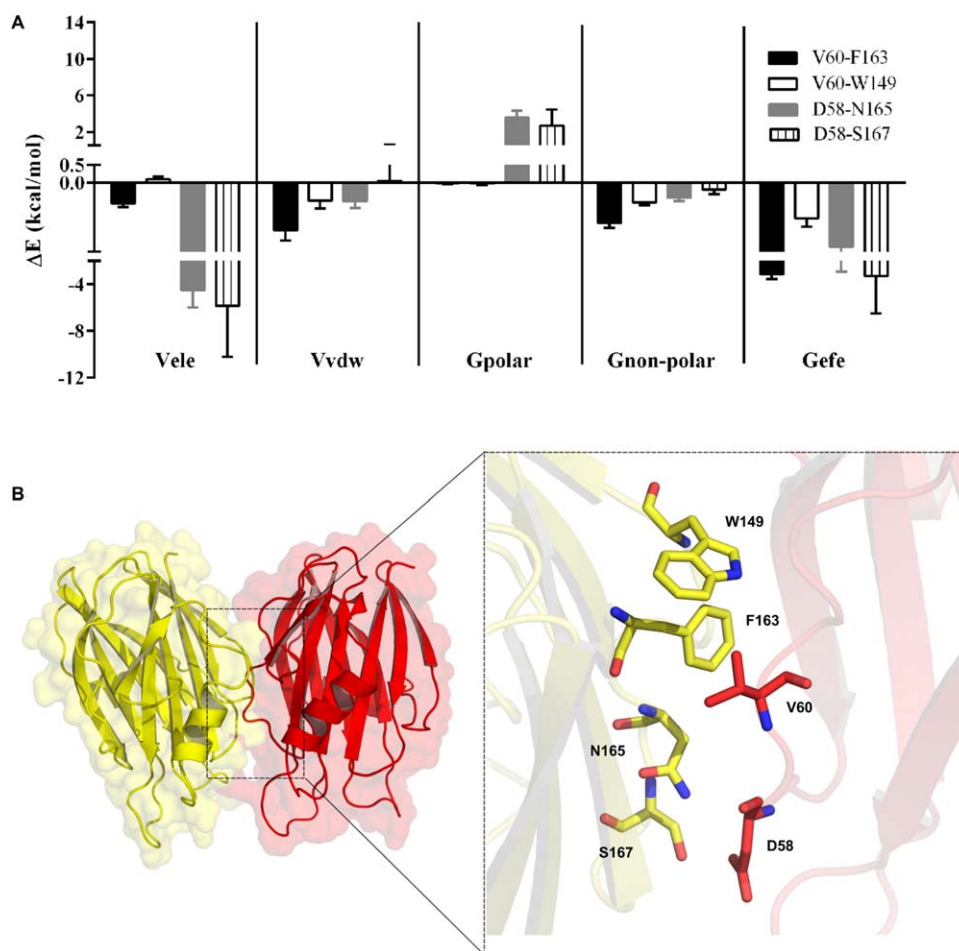 A
ΔE (kcal/mol)
14
10
6
2
0.5
0.0
-4
-8
-12
V60-F163
V60-W149
D58-N165
D58-S167
Vele
Vvdw
Gpolar
Gnon-polar
Gefe
B
W149
F163
V60
N165
D58
S167